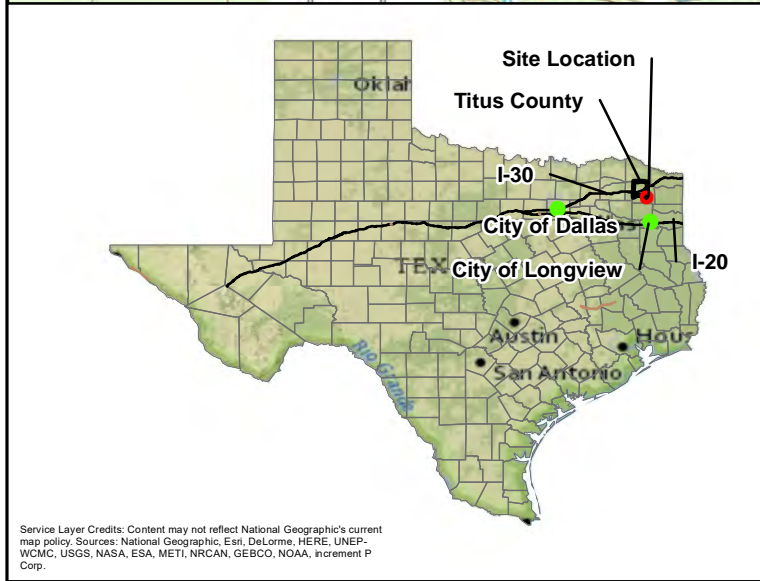 Site Location
Oklah
Titus County
I-30
City of Dallas
TEX
City of Longview
I-20
Austin
Hous
San Antonio
Rio Grande
Service Layer Credits: Content may not reflect National Geographic's current
map policy. Sources: National Geographic, Esri, DeLorme, HERE, UNEP-
WCMC, USGS, NASA, ESA, METI, NRCAN, GEBCO, NOAA, increment P
Corp.